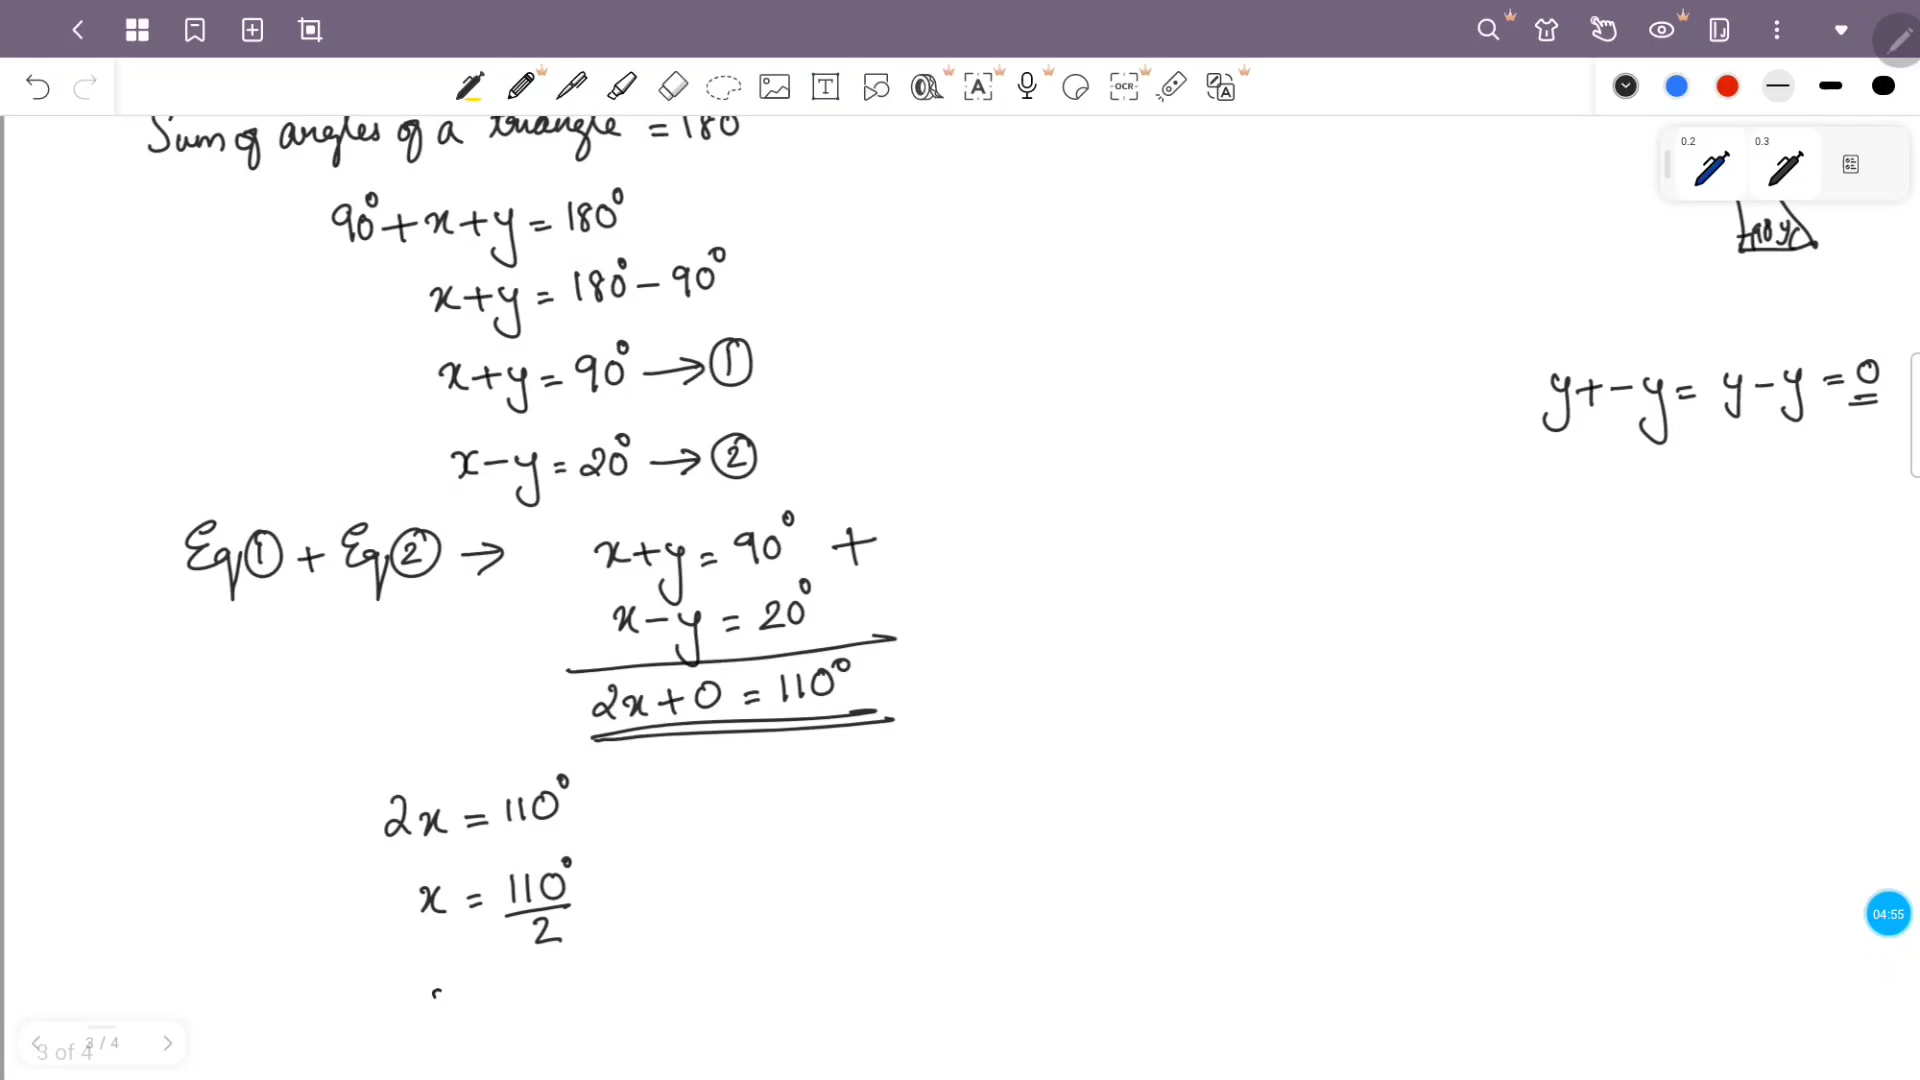 0.2 0.3
Sum of angles of a triangle = 180
90° + x + y = 180°
x + y = 180° - 90°
x + y = 90° → ①
x - y = 20° → ②
Eq① + Eq② → x + y = 90° +
x - y = 20°
2x + 0 = 110°
2x = 110°
x = 110°/2
y + - y = y - y = 0
OCR
04:55
3 / 4
3 of 4